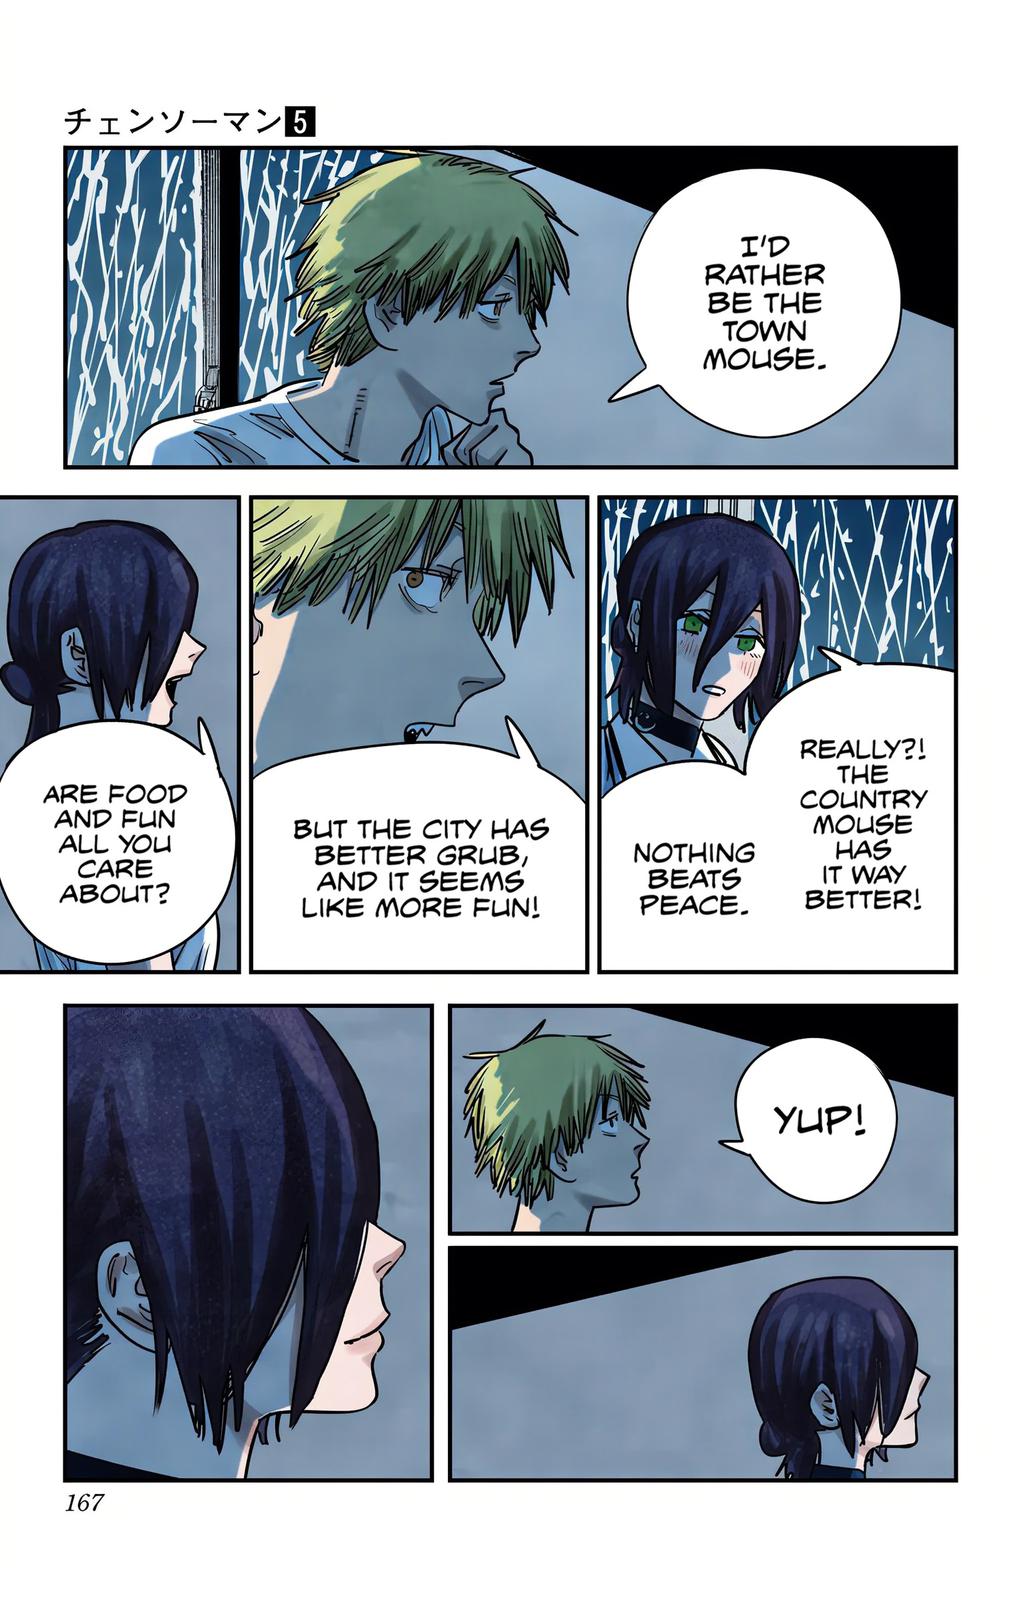 チェンソーマン5
I'D
RATHER
BE THE
TOWN
MOUSE.
REALLY?!
THE
COUNTRY
MOUSE
HAS
IT WAY
BETTER!
NOTHING
BEATS
PEACE.
BUT THE CITY HAS
BETTER GRUB,
AND IT SEEMS
LIKE MORE FUN!
ARE FOOD
AND FUN
ALL YOU
CARE
ABOUT?
YUP!
167